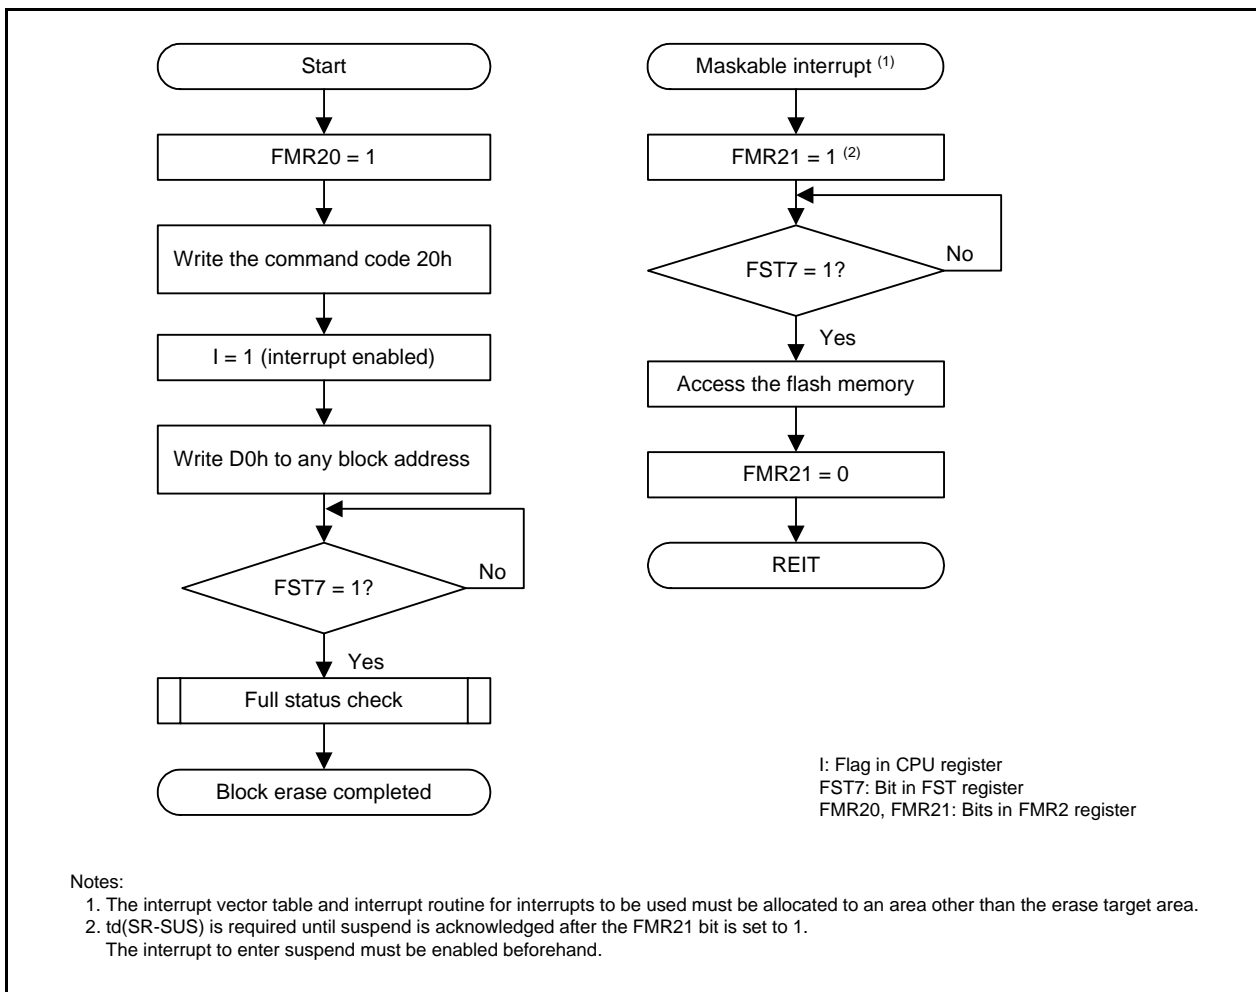 Start
FMR20 = 1
Write the command code 20h
I = 1 (interrupt enabled)
Write D0h to any block address
FST7 = 1?
No
Yes
Full status check
Block erase completed
Maskable interrupt (1)
FMR21 = 1 (2)
FST7 = 1?
No
Yes
Access the flash memory
FMR21 = 0
REIT
I: Flag in CPU register
FST7: Bit in FST register
FMR20, FMR21: Bits in FMR2 register
Notes:
1. The interrupt vector table and interrupt routine for interrupts to be used must be allocated to an area other than the erase target area.
2. td(SR-SUS) is required until suspend is acknowledged after the FMR21 bit is set to 1.
The interrupt to enter suspend must be enabled beforehand.